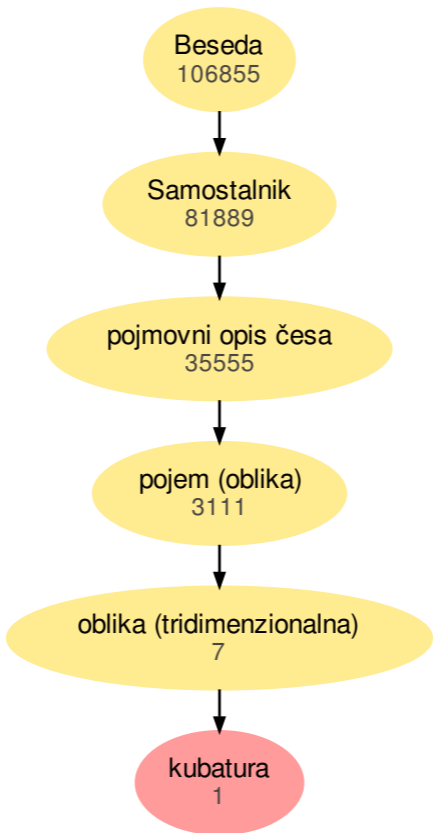 Beseda
106855
Samostalnik
81889
pojmovni opis česa
35555
pojem (oblika)
3111
oblika (tridimenzionalna)
7
kubatura
1